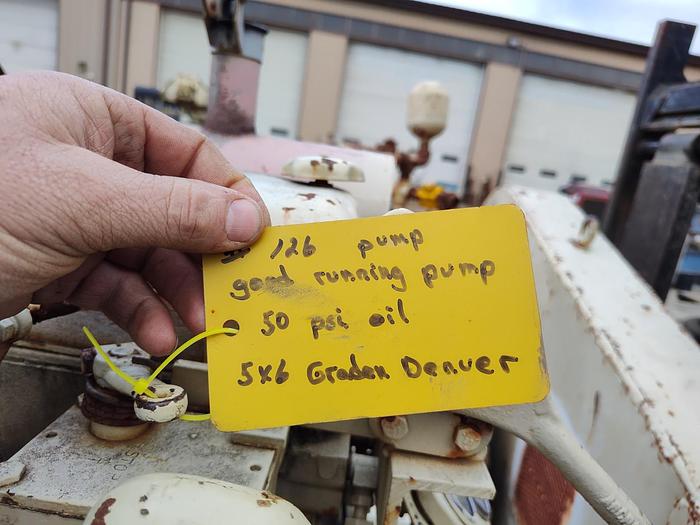 # 126 pump
good running pump
50 psi oil
5x6 Graden Denver